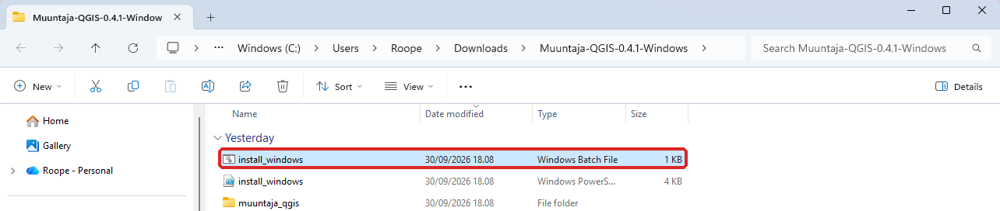 Muuntaja-QGIS-0.4.1-Window
Windows (C:) Users Roope Downloads Muuntaja-QGIS-0.4.1-Windows Search Muuntaja-QGIS-0.4.1-Windows
New Sort View Details
Name Date modified Type Size
Home
Gallery
Roope - Personal
Yesterday
install_windows 30/09/2026 18.08 Windows Batch File 1 KB
install_windows 30/09/2026 18.08 Windows PowerS... 4 KB
muuntaja_qgis 30/09/2026 18.08 File folder